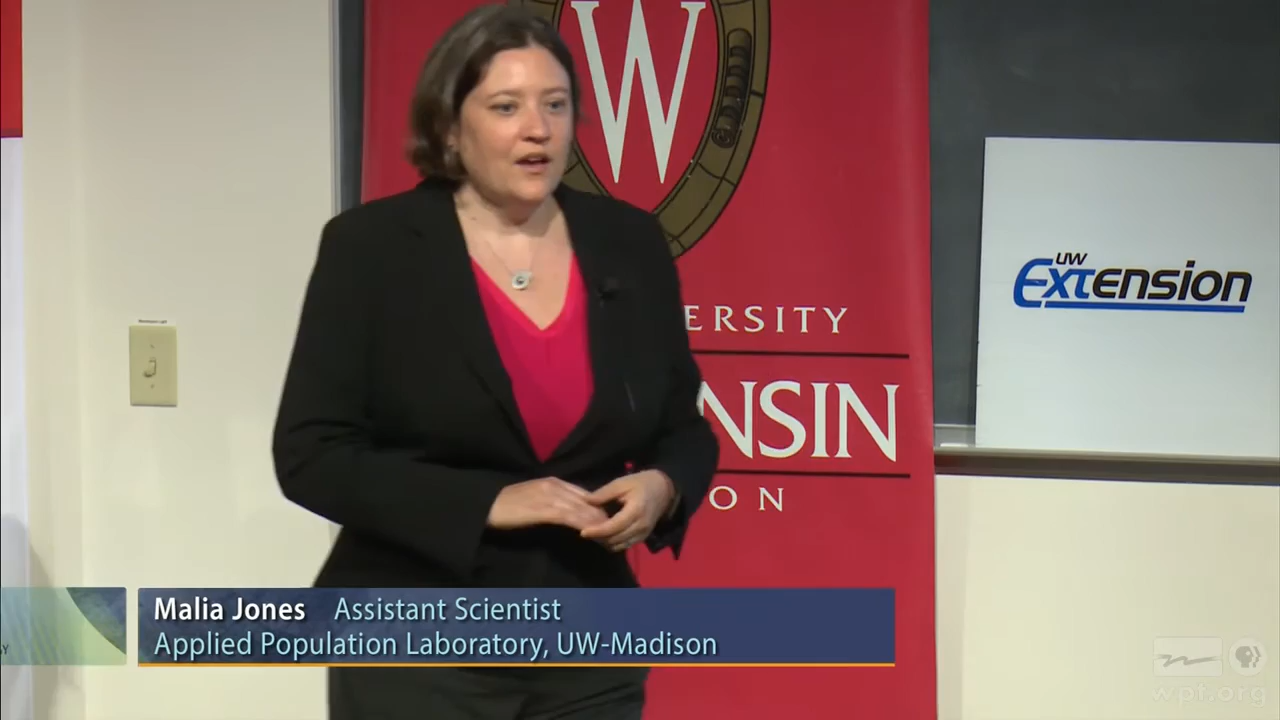 W
ERSITY
NSIN
ON
UW
Extension
Malia Jones Assistant Scientist
Applied Population Laboratory, UW-Madison
wpt.org